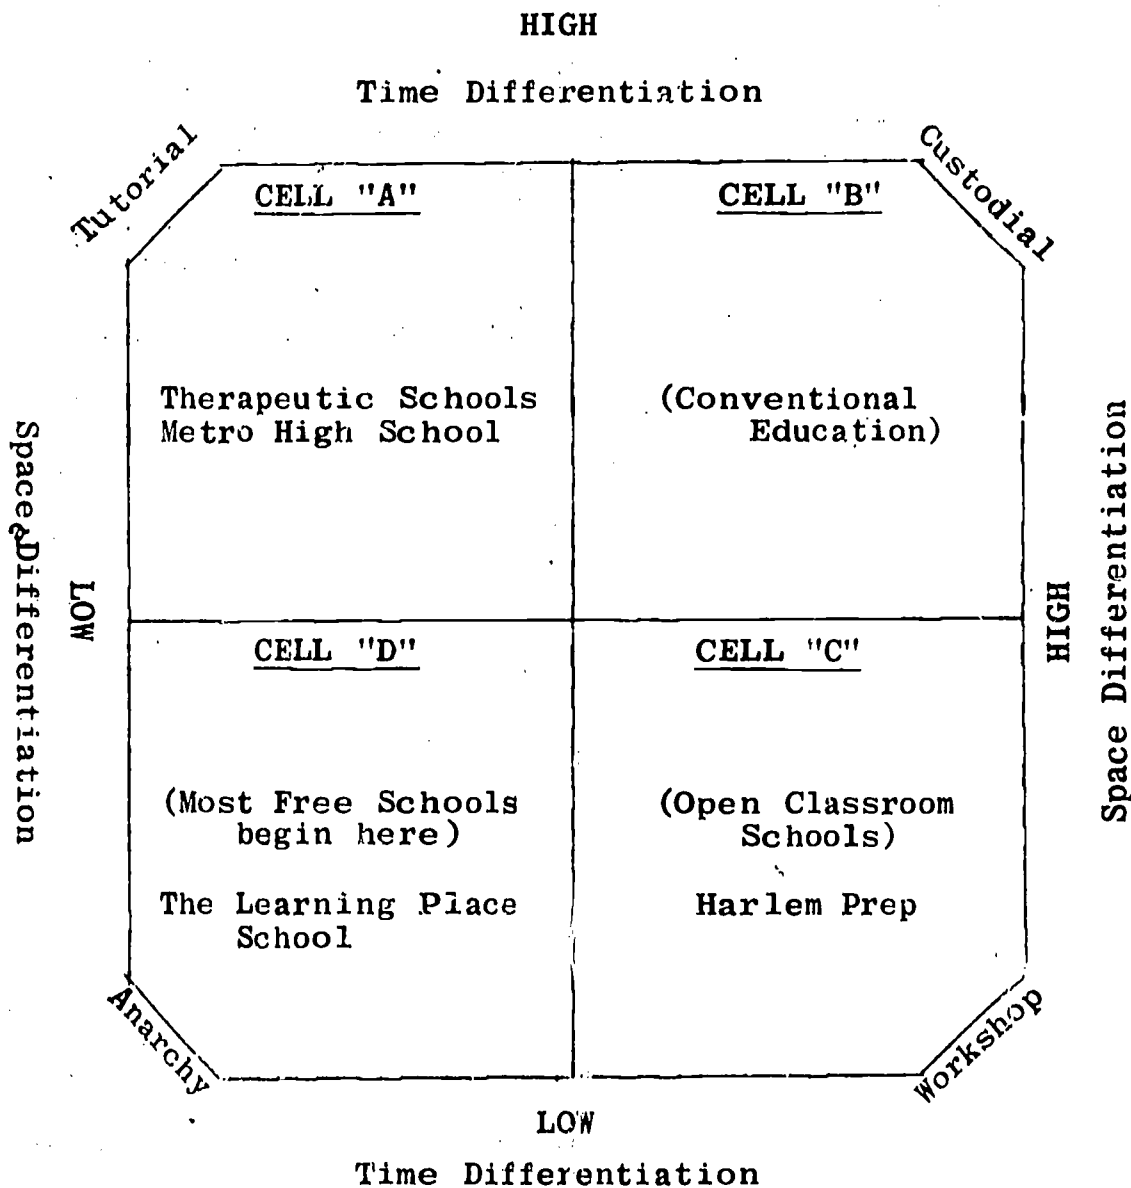 HIGH
Time Differentiation
Tutorial
Custodial
CELL "A"
CELL "B"
Therapeutic Schools
Metro High School
(Conventional
Education)
Space Differentiation
LOW
HIGH
Space Differentiation
CELL "D"
CELL "C"
(Most Free Schools
begin here)
The Learning Place
School
(Open Classroom
Schools)
Harlem Prep
Anarchy
Workshop
LOW
Time Differentiation